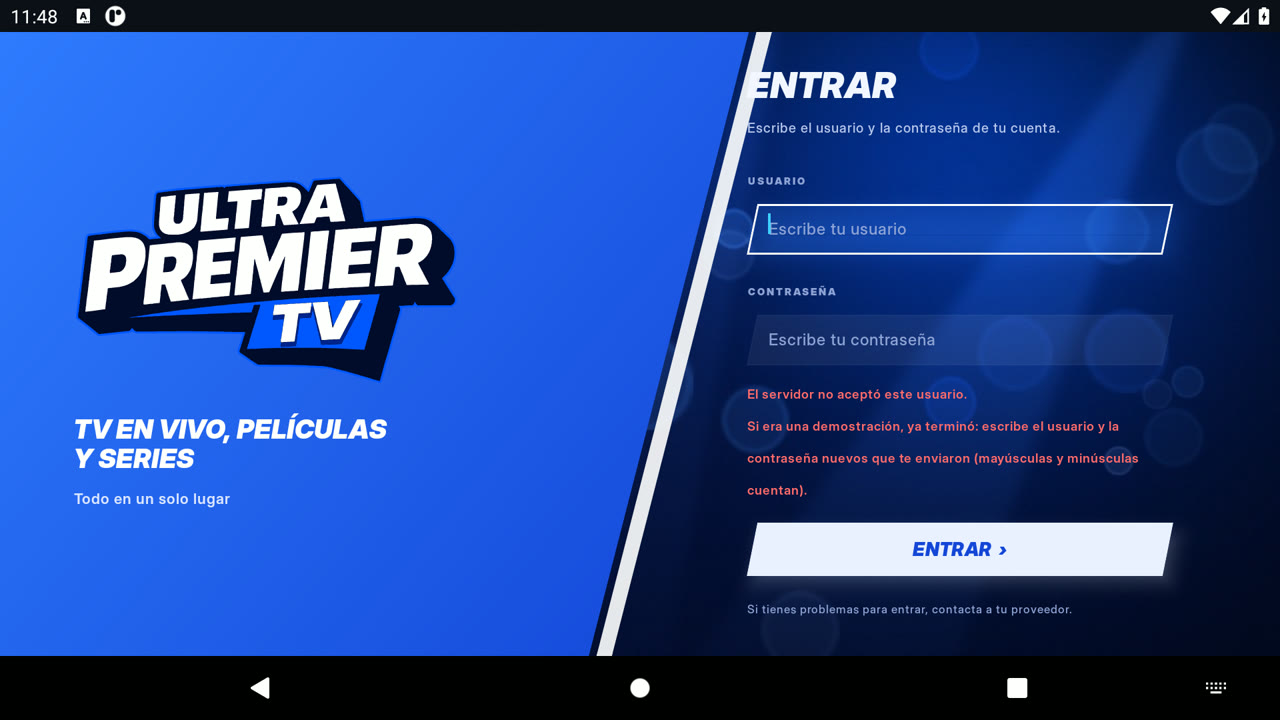 11:48
ULTRA
PREMIER
TV
TV EN VIVO, PELÍCULAS
Y SERIES
Todo en un solo lugar
ENTRAR
Escribe el usuario y la contraseña de tu cuenta.
USUARIO
Escribe tu usuario
CONTRASEÑA
Escribe tu contraseña
El servidor no aceptó este usuario.
Si era una demostración, ya terminó: escribe el usuario y la
contraseña nuevos que te enviaron (mayúsculas y minúsculas
cuentan).
ENTRAR ›
Si tienes problemas para entrar, contacta a tu proveedor.